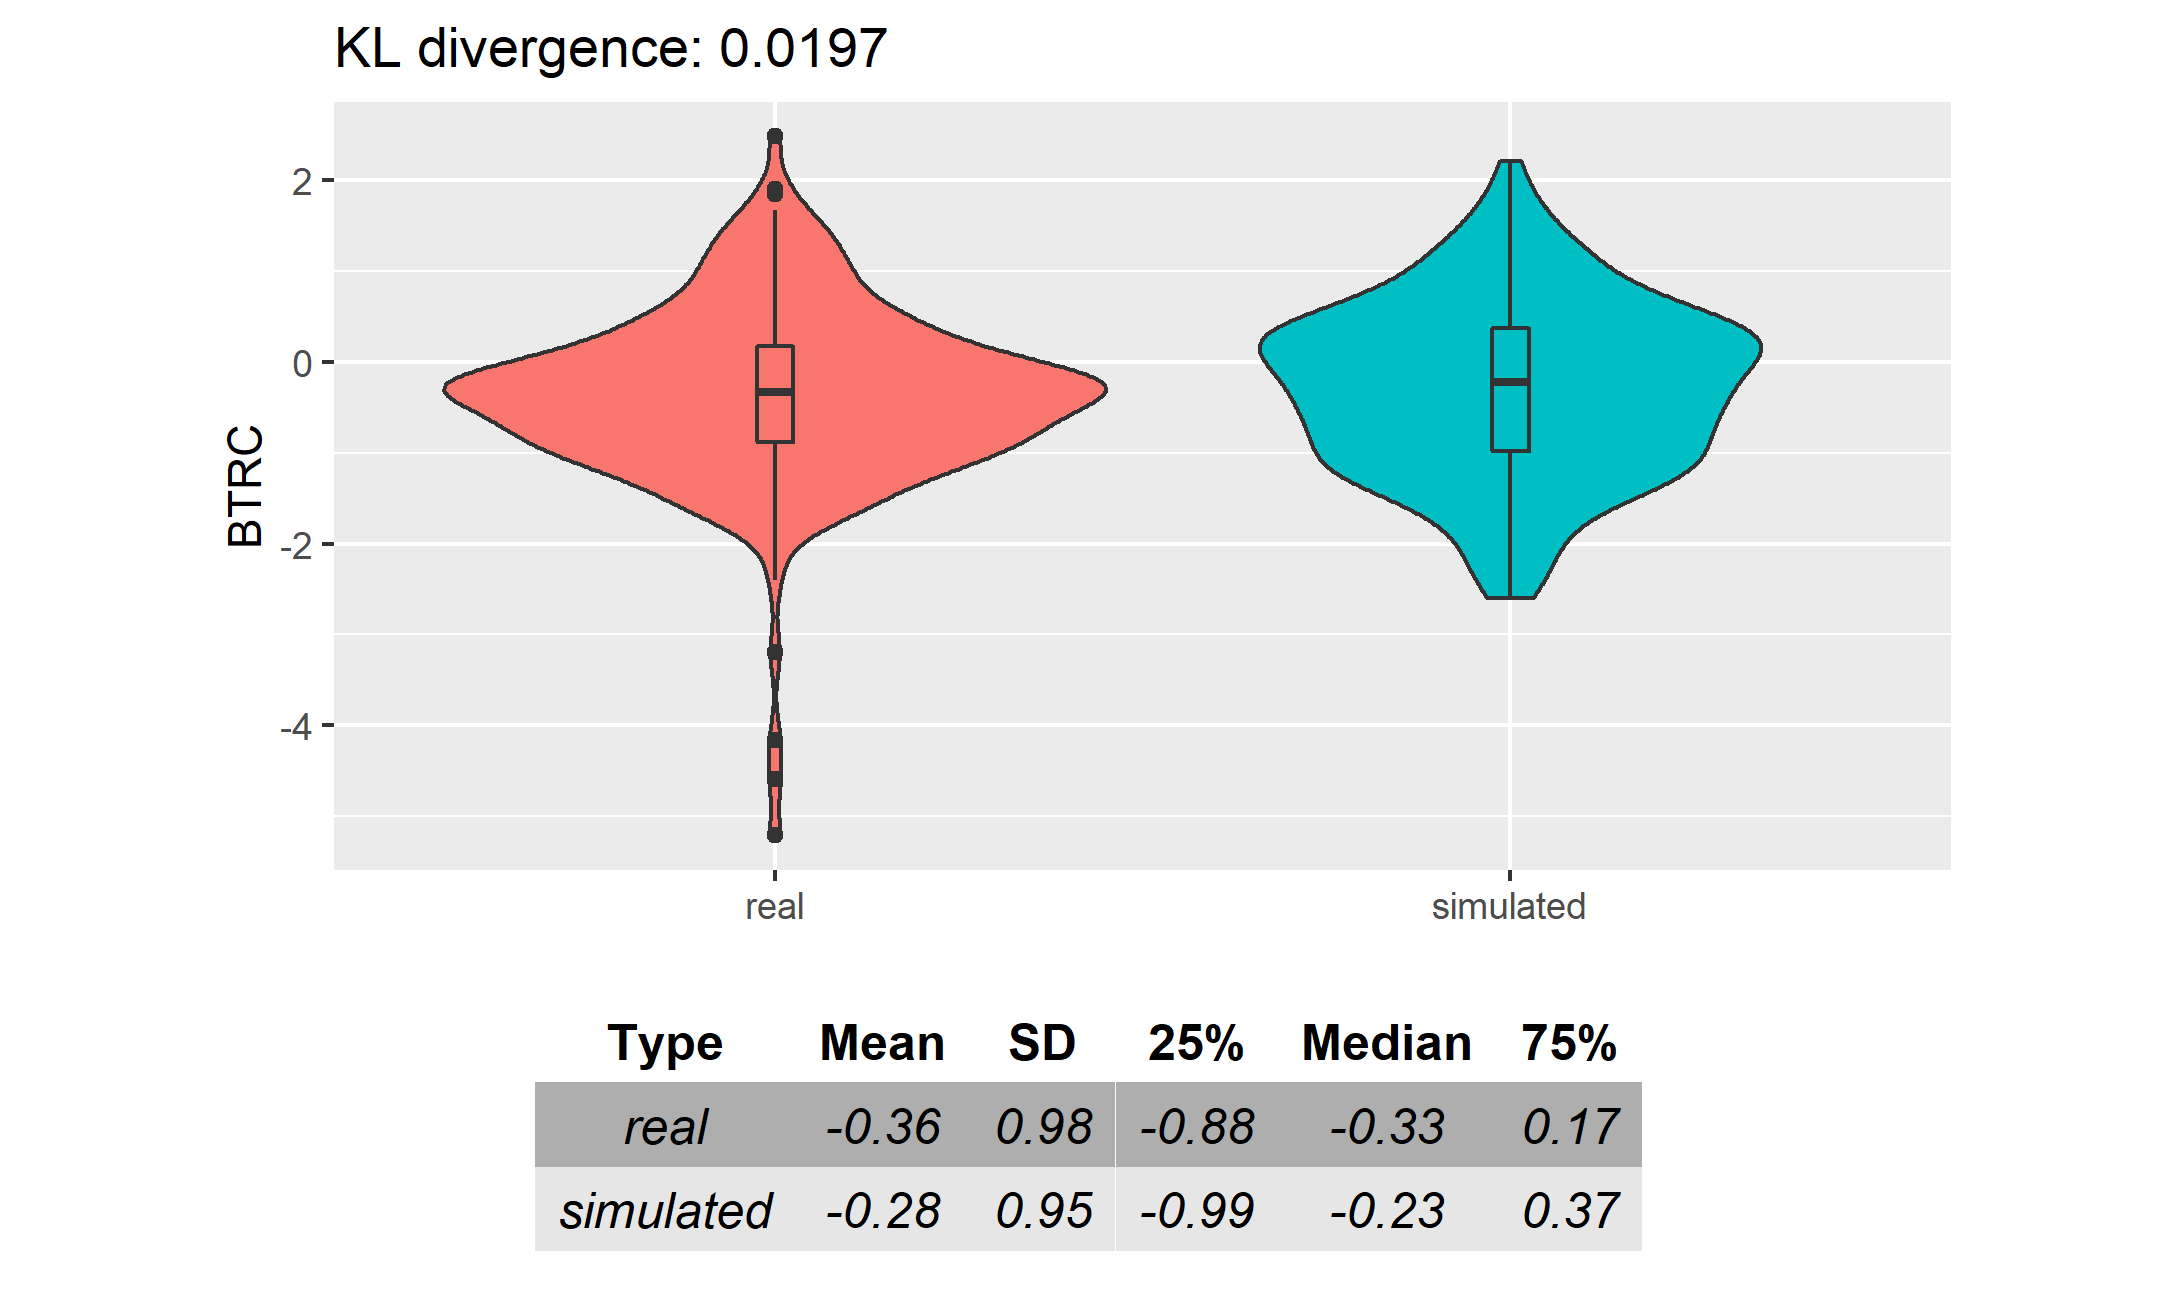 KL divergence: 0.0197
BTRC
2
0
-2
-4
real simulated
Type Mean SD 25% Median 75%
real -0.36 0.98 -0.88 -0.33 0.17
simulated -0.28 0.95 -0.99 -0.23 0.37